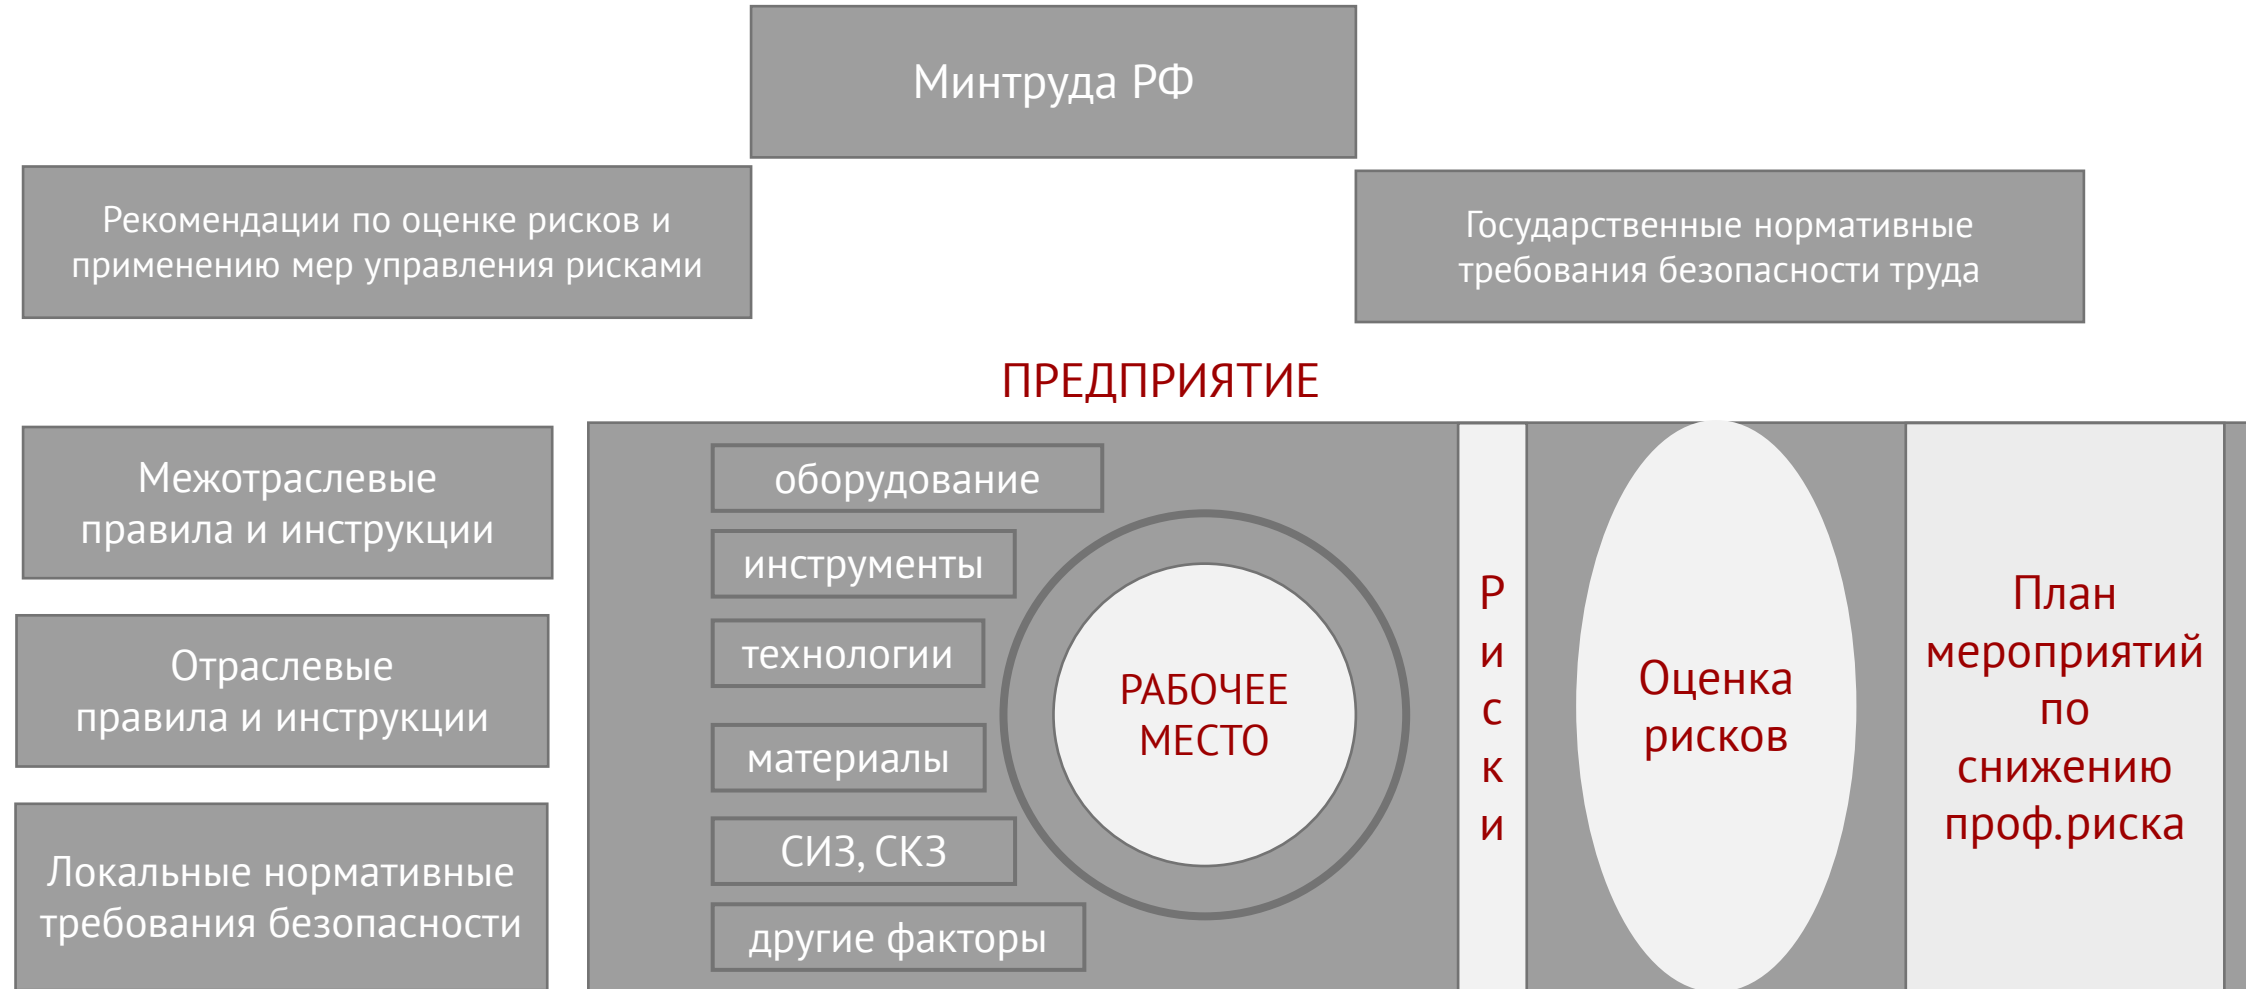 Минтруда РФ
Рекомендации по оценке рисков и
применению мер управления рисками
Государственные нормативные
требования безопасности труда
ПРЕДПРИЯТИЕ
Межотраслевые
правила и инструкции
Отраслевые
правила и инструкции
Локальные нормативные
требования безопасности
оборудование
инструменты
технологии
материалы
СИЗ, СКЗ
другие факторы
РАБОЧЕЕ
МЕСТО
Р
и
с
к
и
Оценка
рисков
План
мероприятий
по
снижению
проф.риска